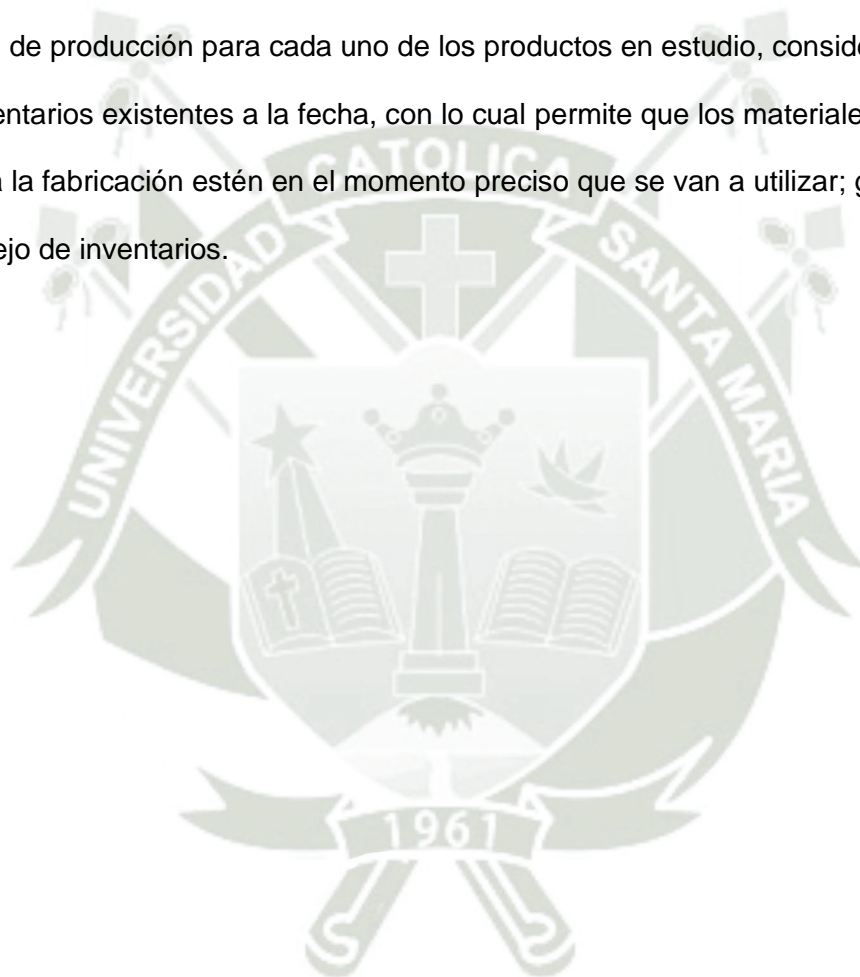 de producción para cada uno de los productos en estudio, conside
entarios existentes a la fecha, con lo cual permite que los materiale
a la fabricación estén en el momento preciso que se van a utilizar; g
ejo de inventarios.
UNIVERSIDAD CATOLICA SANTA MARIA
1961